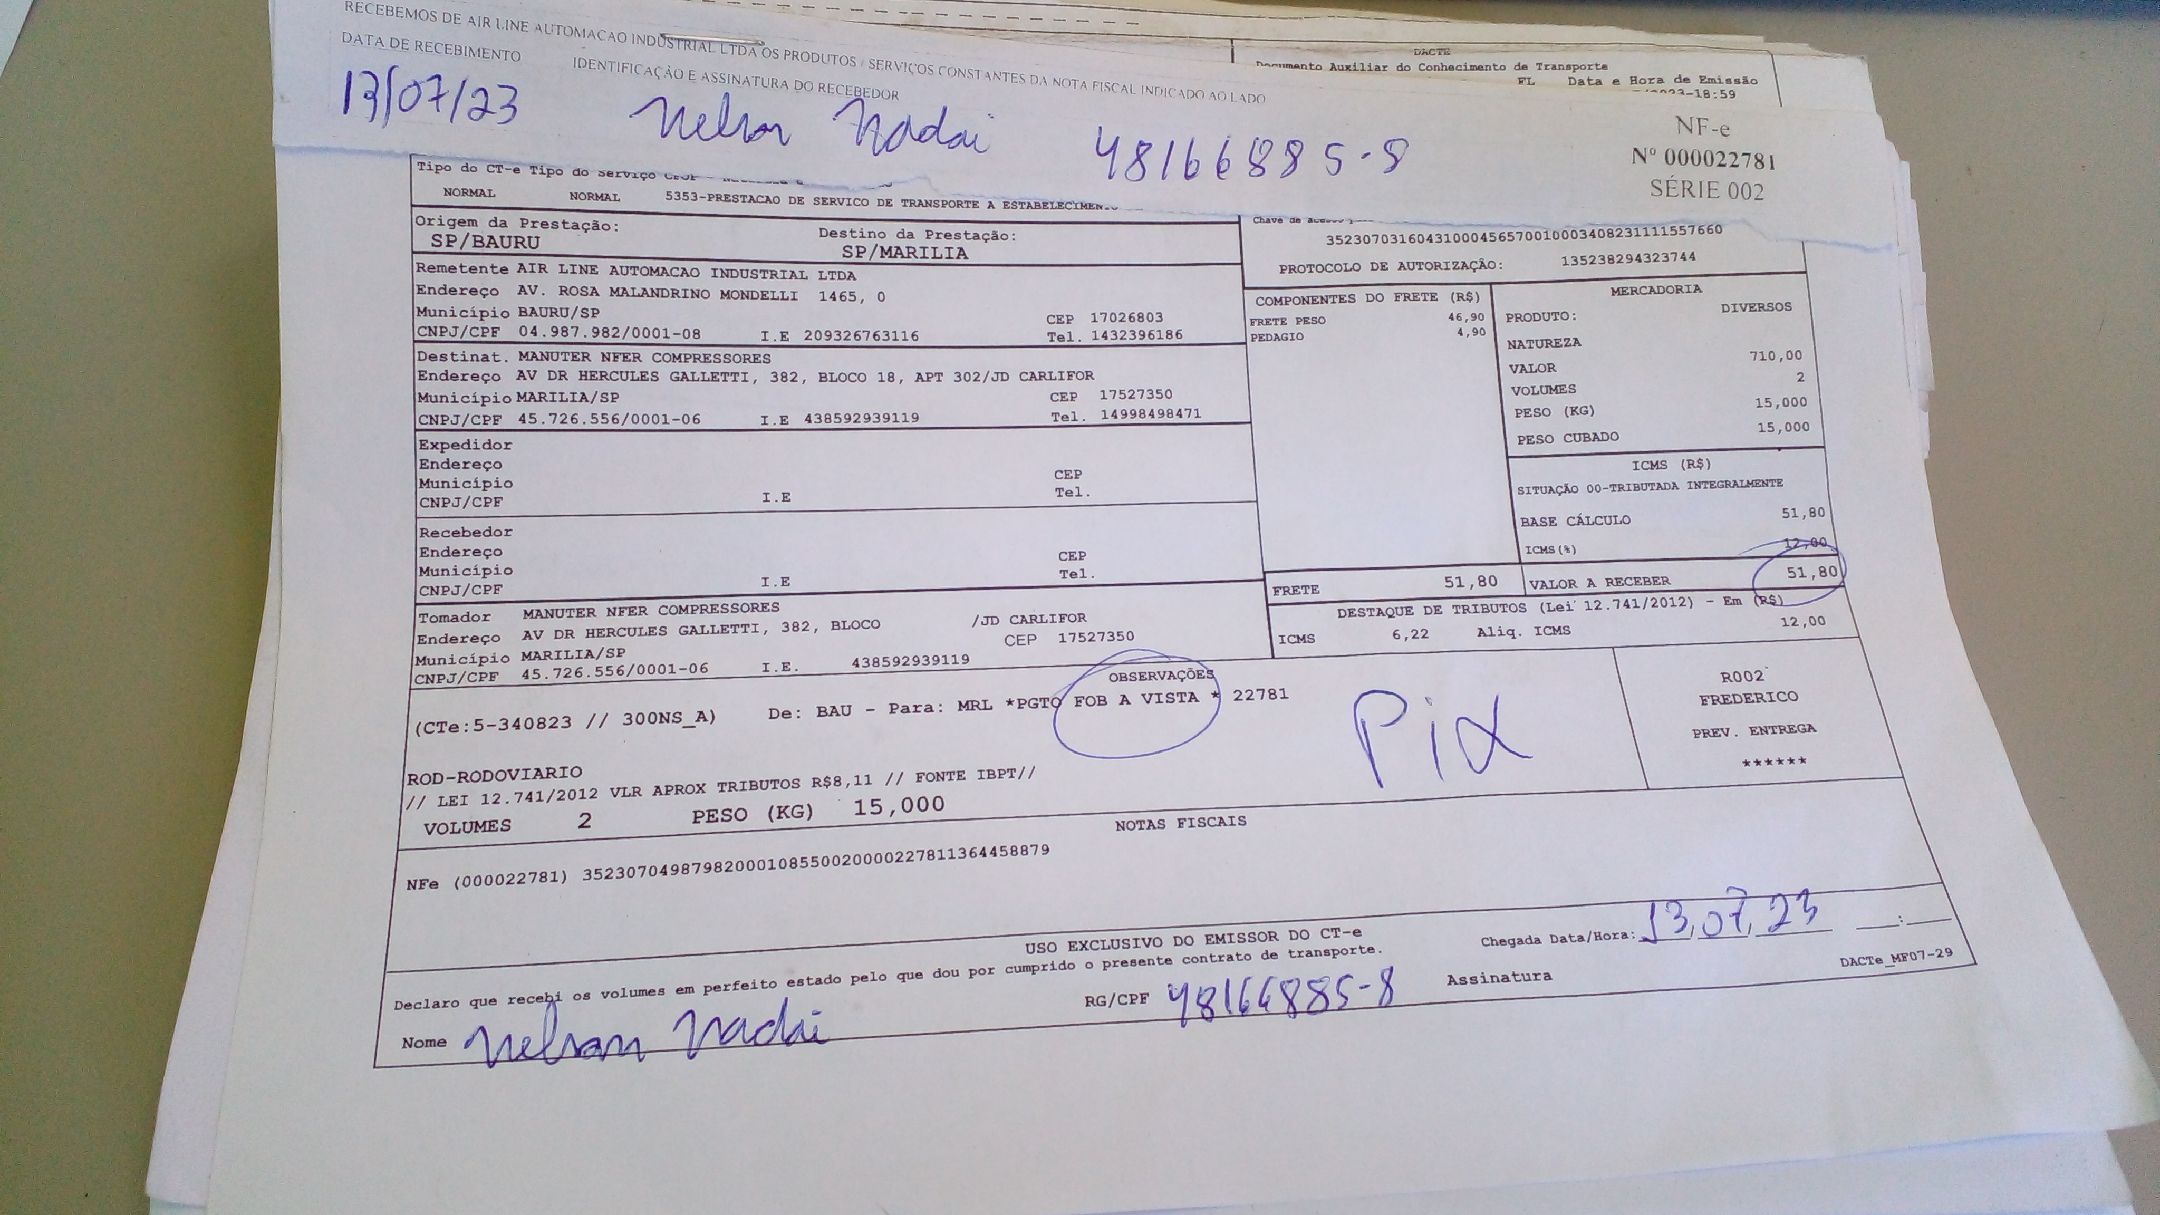 RECEBEMOS DE AIR LINE AUTOMACAO INDUSTRIAL LTDA OS PRODUTOS / SERVIÇOS CONSTANTES DA NOTA FISCAL INDICADO AO LADO
DATA DE RECEBIMENTO IDENTIFICAÇÃO E ASSINATURA DO RECEBEDOR
13/07/23 Nelson Nadai 48166885-8
NF-e
Nº 000022781
SÉRIE 002
DACTE
Documento Auxiliar do Conhecimento de Transporte
FL Data e Hora de Emissão
-18:59
Tipo do CT-e Tipo do Serviço
NORMAL NORMAL 5353-PRESTACAO DE SERVICO DE TRANSPORTE A
Origem da Prestação: Destino da Prestação:
SP/BAURU SP/MARILIA
Chave de
35230703160431000456570010003408231111557660
PROTOCOLO DE AUTORIZAÇÃO: 135238294323744
Remetente AIR LINE AUTOMACAO INDUSTRIAL LTDA
Endereço AV. ROSA MALANDRINO MONDELLI 1465, 0
Município BAURU/SP CEP 17026803
CNPJ/CPF 04.987.982/0001-08 I.E 209326763116 Tel. 1432396186
Destinat. MANUTER NFER COMPRESSORES
Endereço AV DR HERCULES GALLETTI, 382, BLOCO 18, APT 302/JD CARLIFOR
Município MARILIA/SP CEP 17527350
CNPJ/CPF 45.726.556/0001-06 I.E 438592939119 Tel. 14998498471
Expedidor
Endereço
Município CEP
CNPJ/CPF I.E Tel.
Recebedor
Endereço
Município CEP
CNPJ/CPF I.E Tel.
Tomador MANUTER NFER COMPRESSORES
Endereço AV DR HERCULES GALLETTI, 382, BLOCO /JD CARLIFOR
Município MARILIA/SP CEP 17527350
CNPJ/CPF 45.726.556/0001-06 I.E. 438592939119
COMPONENTES DO FRETE (R$)
FRETE PESO 46,90
PEDAGIO 4,90
MERCADORIA
PRODUTO: DIVERSOS
NATUREZA
VALOR 710,00
VOLUMES 2
PESO (KG) 15,000
PESO CUBADO 15,000
ICMS (R$)
SITUAÇÃO 00-TRIBUTADA INTEGRALMENTE
BASE CÁLCULO 51,80
ICMS(%) 12,00
FRETE 51,80 VALOR A RECEBER 51,80
DESTAQUE DE TRIBUTOS (Lei 12.741/2012) - Em (R$)
ICMS 6,22 Aliq. ICMS 12,00
OBSERVAÇÕES
(CTe:5-340823 // 300NS_A) De: BAU - Para: MRL *PGTO FOB A VISTA * 22781
Pix
R002
FREDERICO
PREV. ENTREGA
******
ROD-RODOVIARIO
// LEI 12.741/2012 VLR APROX TRIBUTOS R$8,11 // FONTE IBPT//
VOLUMES 2 PESO (KG) 15,000
NOTAS FISCAIS
NFe (000022781) 35230704987982000108550020000227811364458879
USO EXCLUSIVO DO EMISSOR DO CT-e
Chegada Data/Hora: 13,07,23 __:____
Declaro que recebi os volumes em perfeito estado pelo que dou por cumprido o presente contrato de transporte.
DACTe_MF07-29
Nome Nelson Nadai RG/CPF 48166885-8 Assinatura